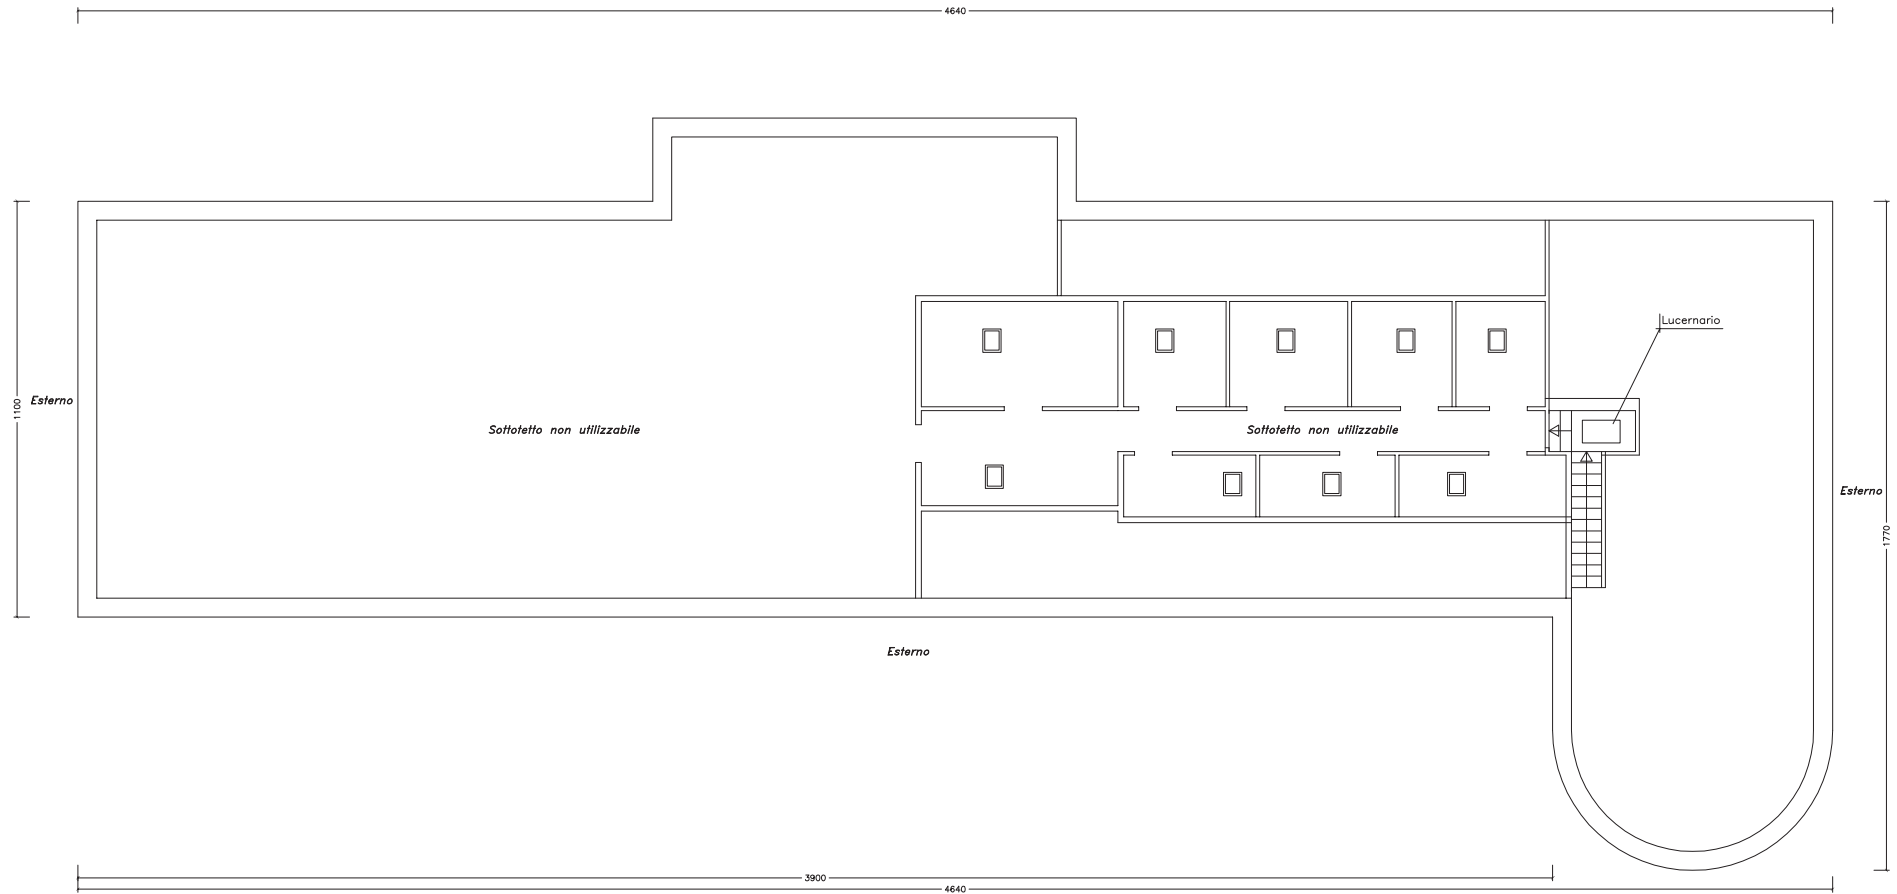 4640
Lucernario
Esterno
1100
Sottotetto non utilizzabile
Sottotetto non utilizzabile
Esterno
1770
Esterno
3900
4640